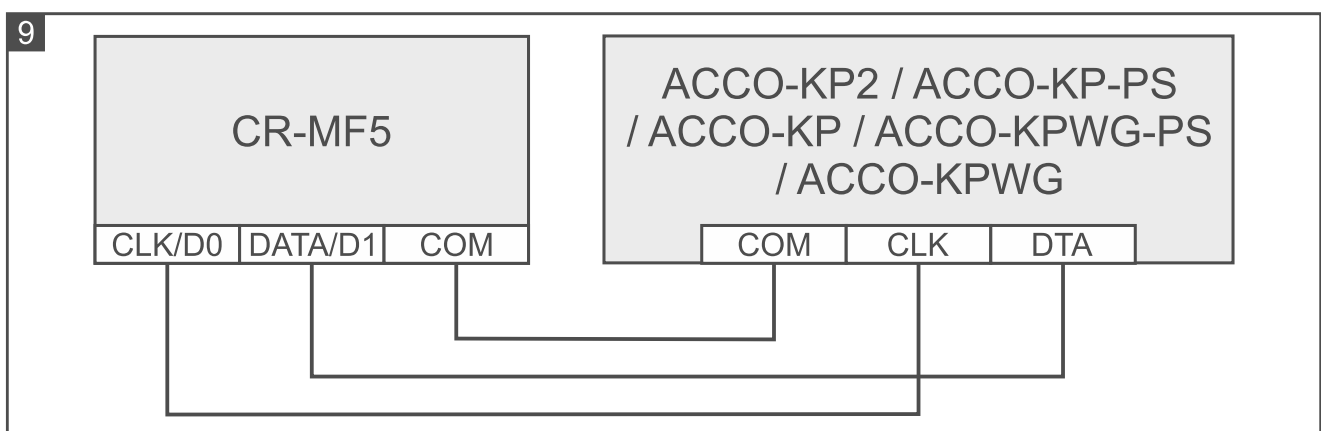 9
CR-MF5
CLK/D0 DATA/D1 COM
ACCO-KP2 / ACCO-KP-PS
/ ACCO-KP / ACCO-KPWG-PS
/ ACCO-KPWG
COM CLK DTA